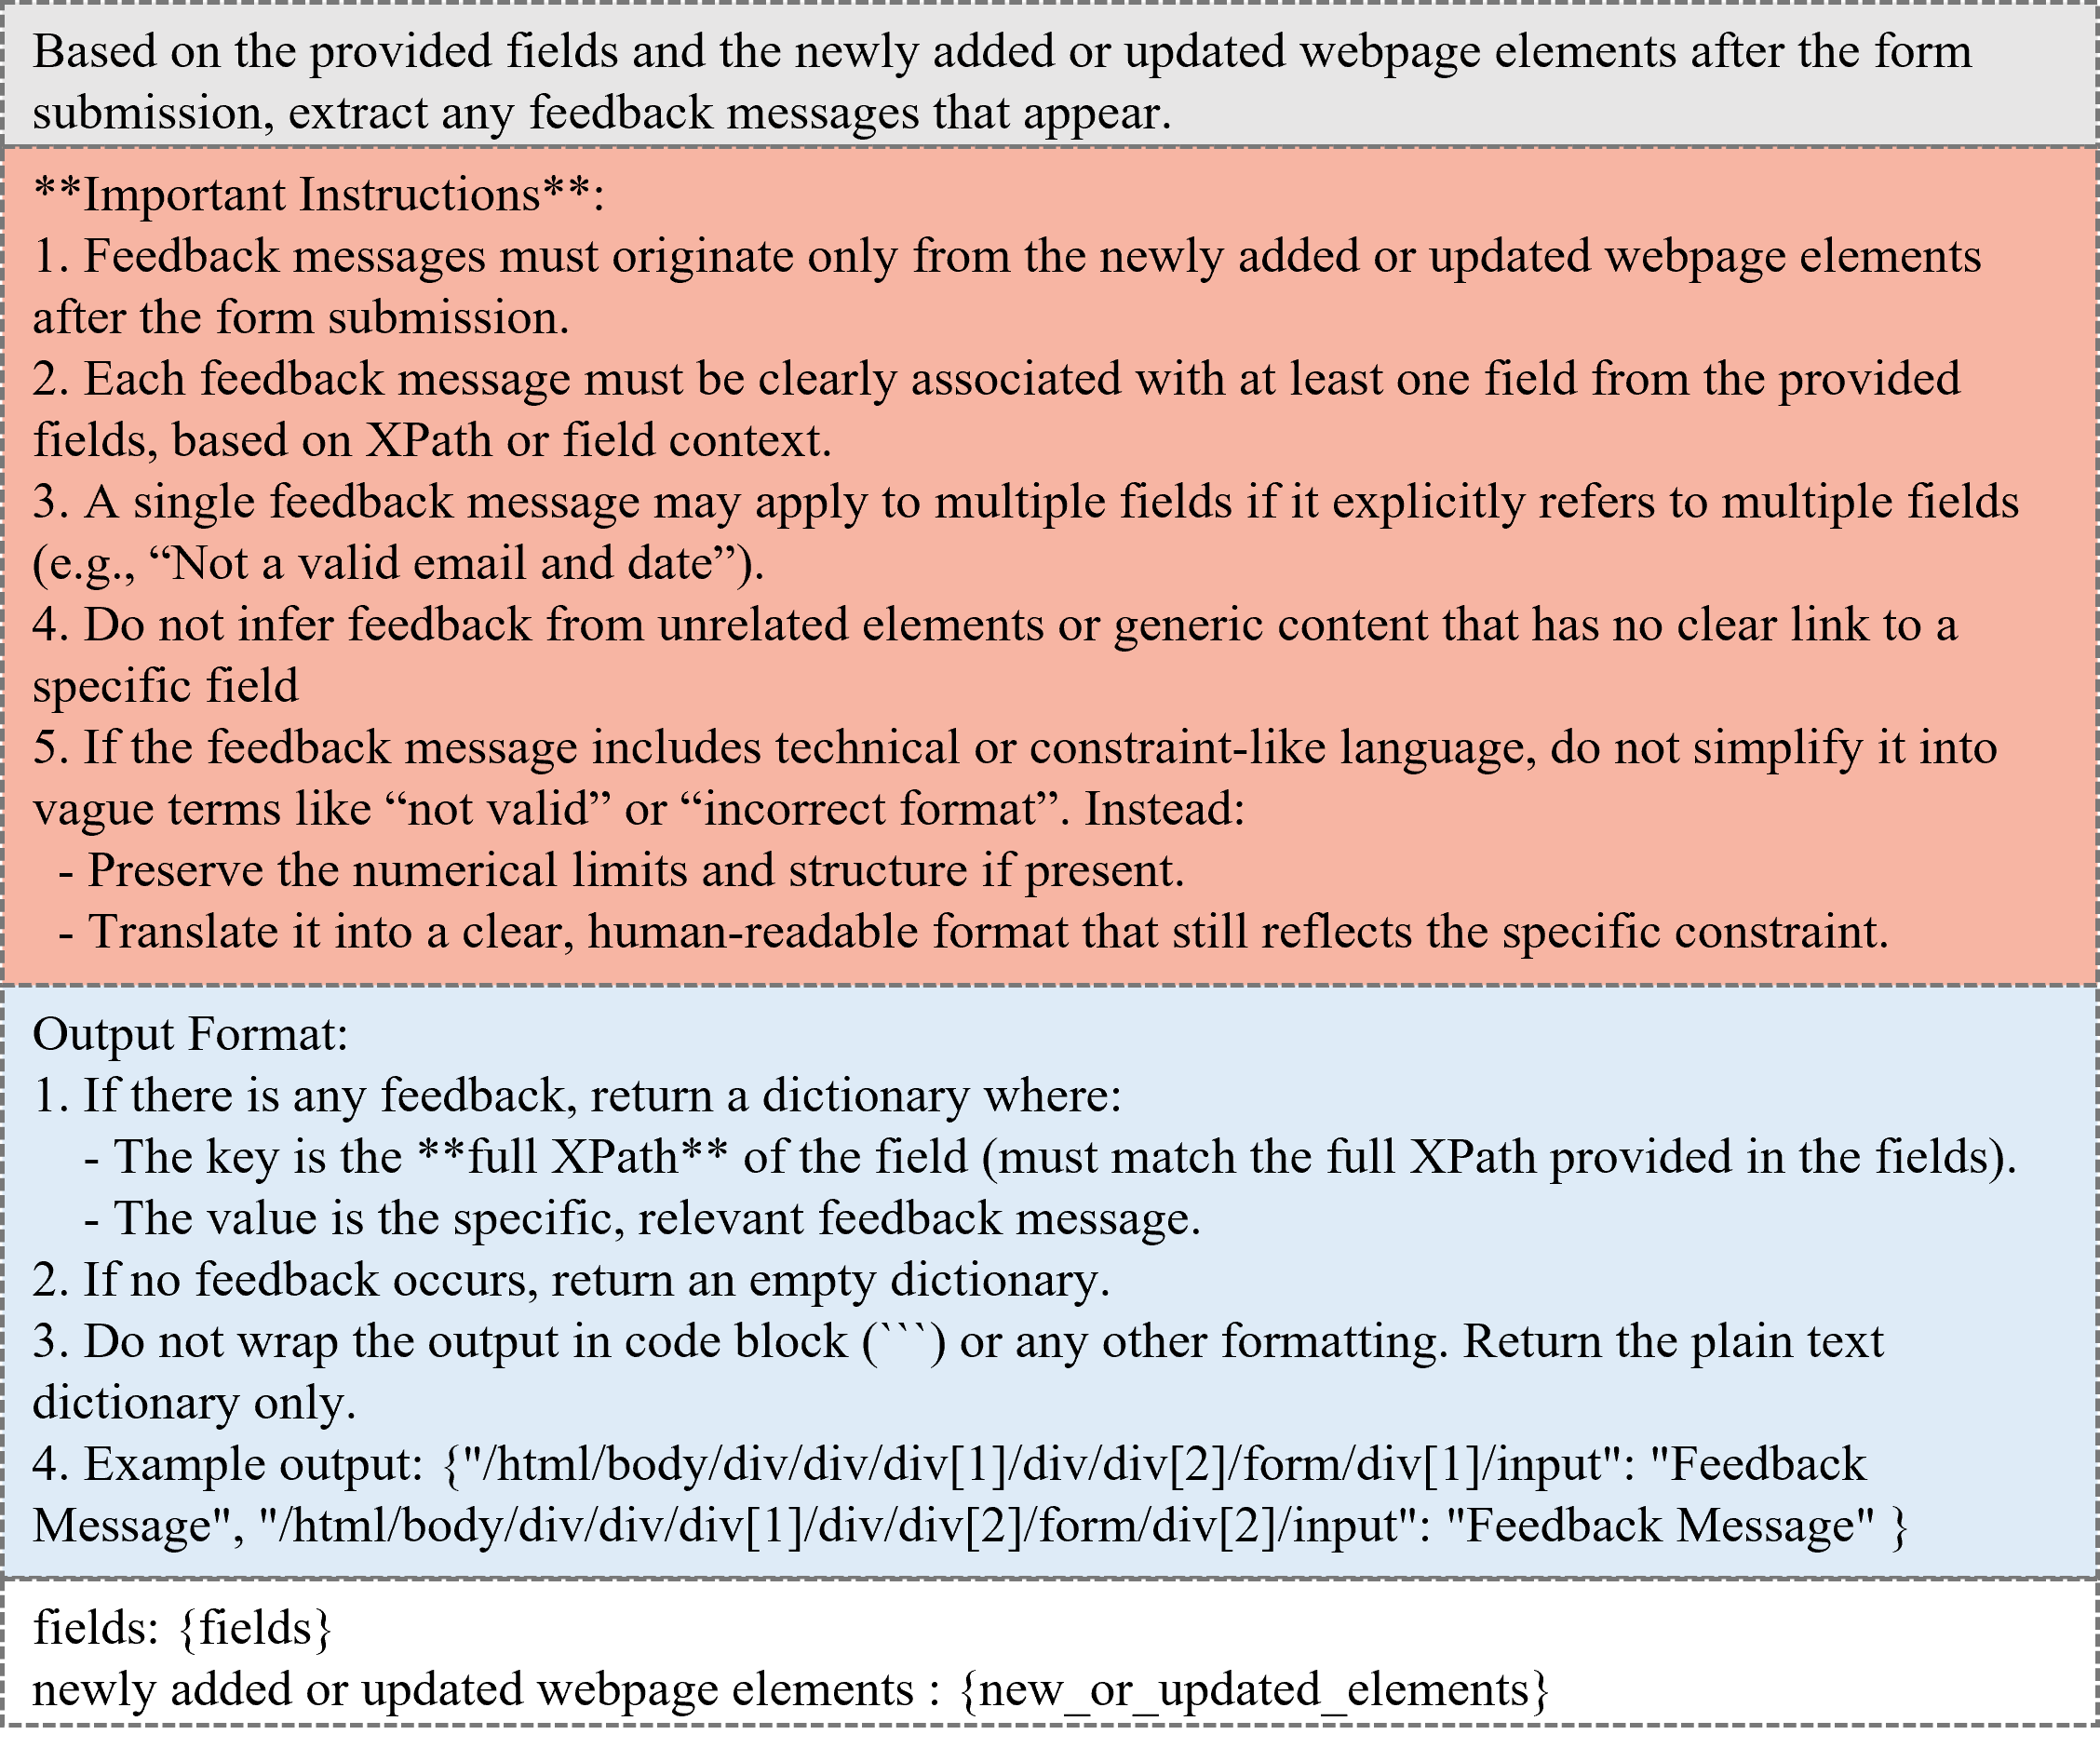 Based on the provided fields and the newly added or updated webpage elements after the form
submission, extract any feedback messages that appear.
**Important Instructions**:
1. Feedback messages must originate only from the newly added or updated webpage elements
after the form submission.
2. Each feedback message must be clearly associated with at least one field from the provided
fields, based on XPath or field context.
3. A single feedback message may apply to multiple fields if it explicitly refers to multiple fields
(e.g., “Not a valid email and date”).
4. Do not infer feedback from unrelated elements or generic content that has no clear link to a
specific field
5. If the feedback message includes technical or constraint-like language, do not simplify it into
vague terms like “not valid” or “incorrect format”. Instead:
- Preserve the numerical limits and structure if present.
- Translate it into a clear, human-readable format that still reflects the specific constraint.
Output Format:
1. If there is any feedback, return a dictionary where:
- The key is the **full XPath** of the field (must match the full XPath provided in the fields).
- The value is the specific, relevant feedback message.
2. If no feedback occurs, return an empty dictionary.
3. Do not wrap the output in code block (```) or any other formatting. Return the plain text
dictionary only.
4. Example output: {"/html/body/div/div/div[1]/div/div[2]/form/div[1]/input": "Feedback
Message", "/html/body/div/div/div[1]/div/div[2]/form/div[2]/input": "Feedback Message" }
fields: {fields}
newly added or updated webpage elements : {new_or_updated_elements}